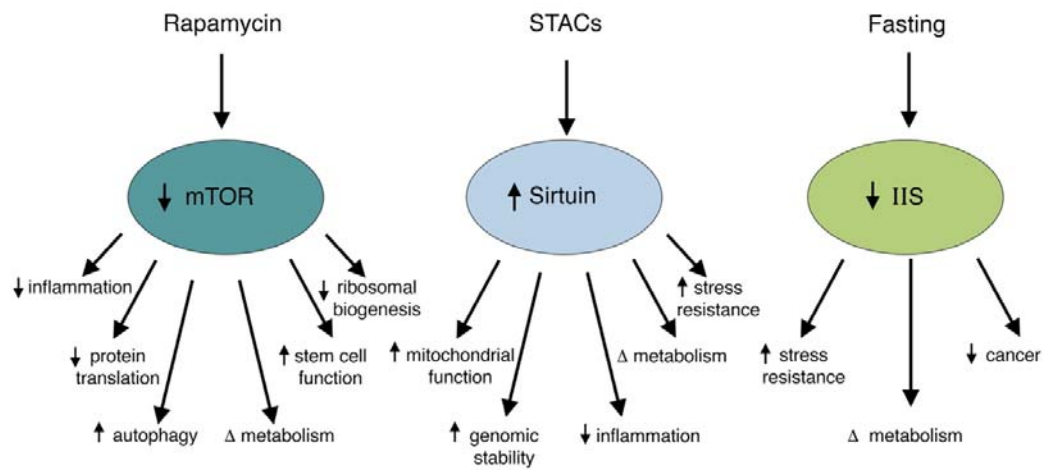 Rapamycin
STACs
Fasting
↓ mTOR
↑ Sirtuin
↓ IIS
↓ inflammation
↓ ribosomal
biogenesis
↓ protein
translation
↑ stem cell
function
↑ autophagy
Δ metabolism
↑ stress
resistance
↑ mitochondrial
function
Δ metabolism
↑ genomic
stability
↓ inflammation
↑ stress
resistance
↓ cancer
Δ metabolism